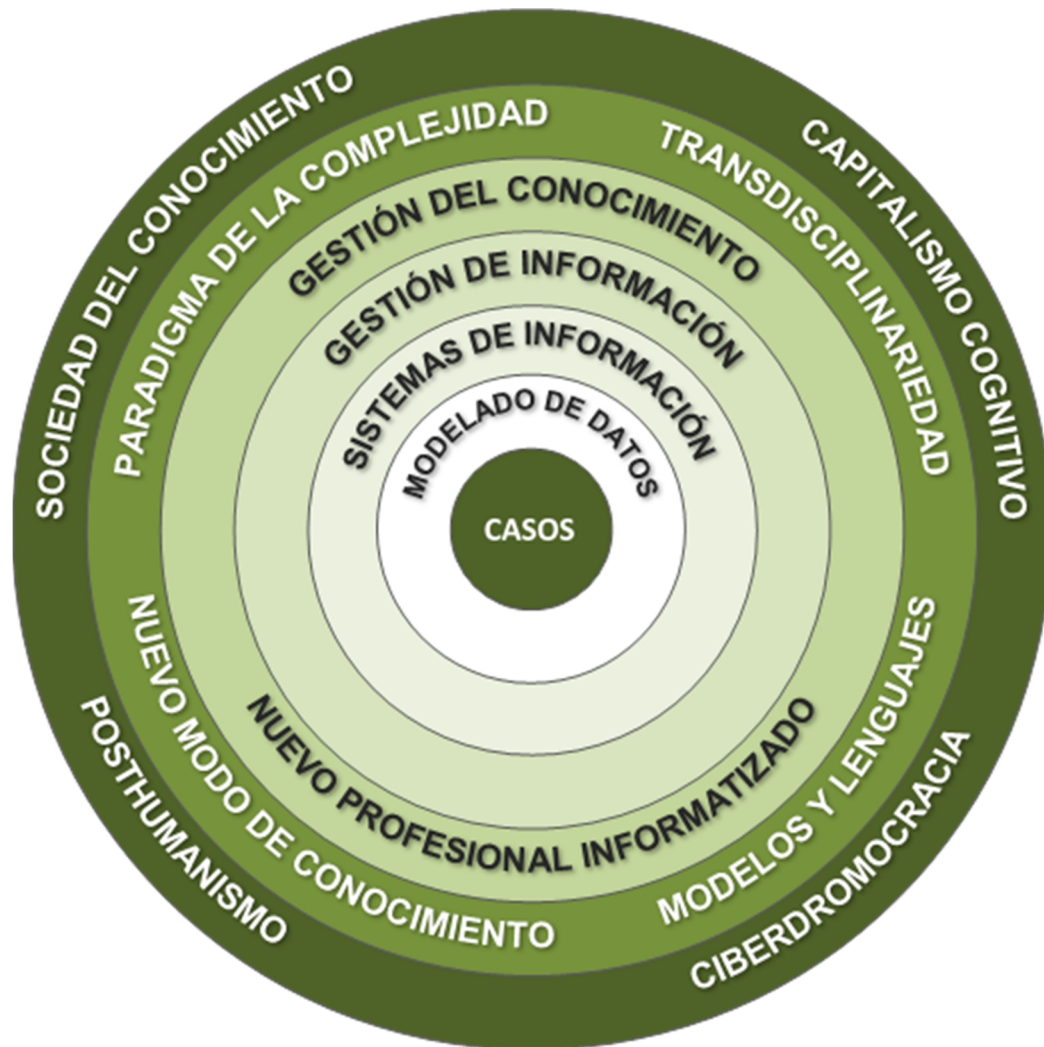 SOCIEDAD DEL CONOCIMIENTO
CAPITALISMO COGNITIVO
PARADIGMA DE LA COMPLEJIDAD
TRANSDISCIPLINARIEDAD
GESTIÓN DEL CONOCIMIENTO
GESTIÓN DE INFORMACIÓN
SISTEMAS DE INFORMACIÓN
MODELADO DE DATOS
CASOS
NUEVO PROFESIONAL INFORMATIZADO
NUEVO MODO DE CONOCIMIENTO
MODELOS Y LENGUAJES
POSTHUMANISMO
CIBERDROMOCRACIA